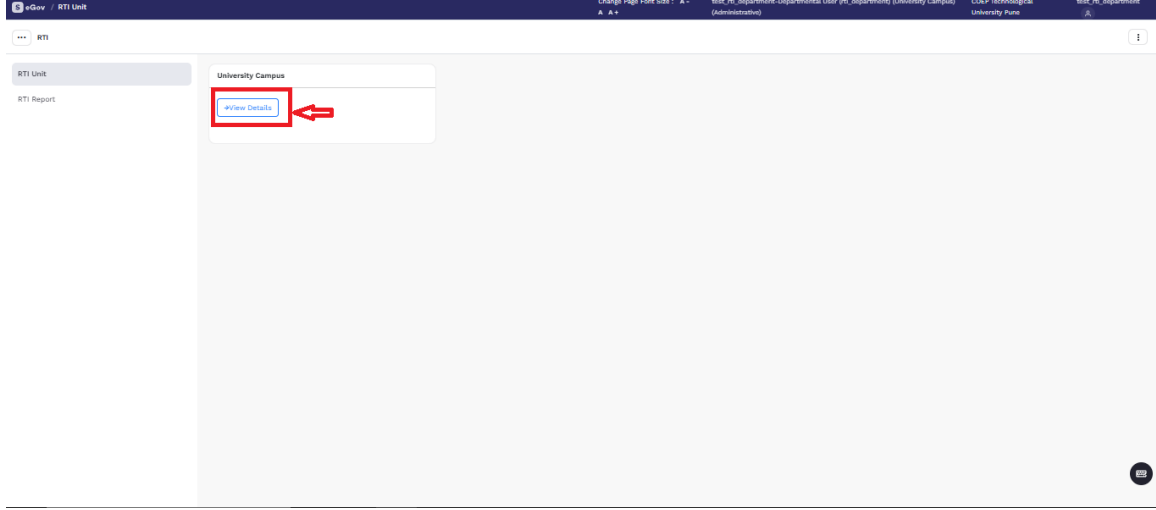 S eGov / RTI Unit
Change Page Font Size : A -
A A +
test_rti_department-Departmental User (rti_department) (University Campus)
(Administrative)
COEP Technological
University Pune
test_rti_department
RTI
RTI Unit
RTI Report
University Campus
View Details